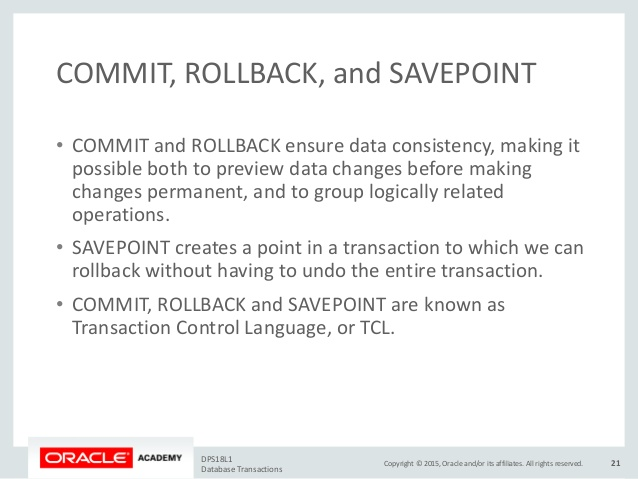 COMMIT, ROLLBACK, and SAVEPOINT
• COMMIT and ROLLBACK ensure data consistency, making it
possible both to preview data changes before making
changes permanent, and to group logically related
operations.
• SAVEPOINT creates a point in a transaction to which we can
rollback without having to undo the entire transaction.
• COMMIT, ROLLBACK and SAVEPOINT are known as
Transaction Control Language, or TCL.
ORACLE ACADEMY
DPS18L1
Database Transactions
Copyright © 2015, Oracle and/or its affiliates. All rights reserved.
21